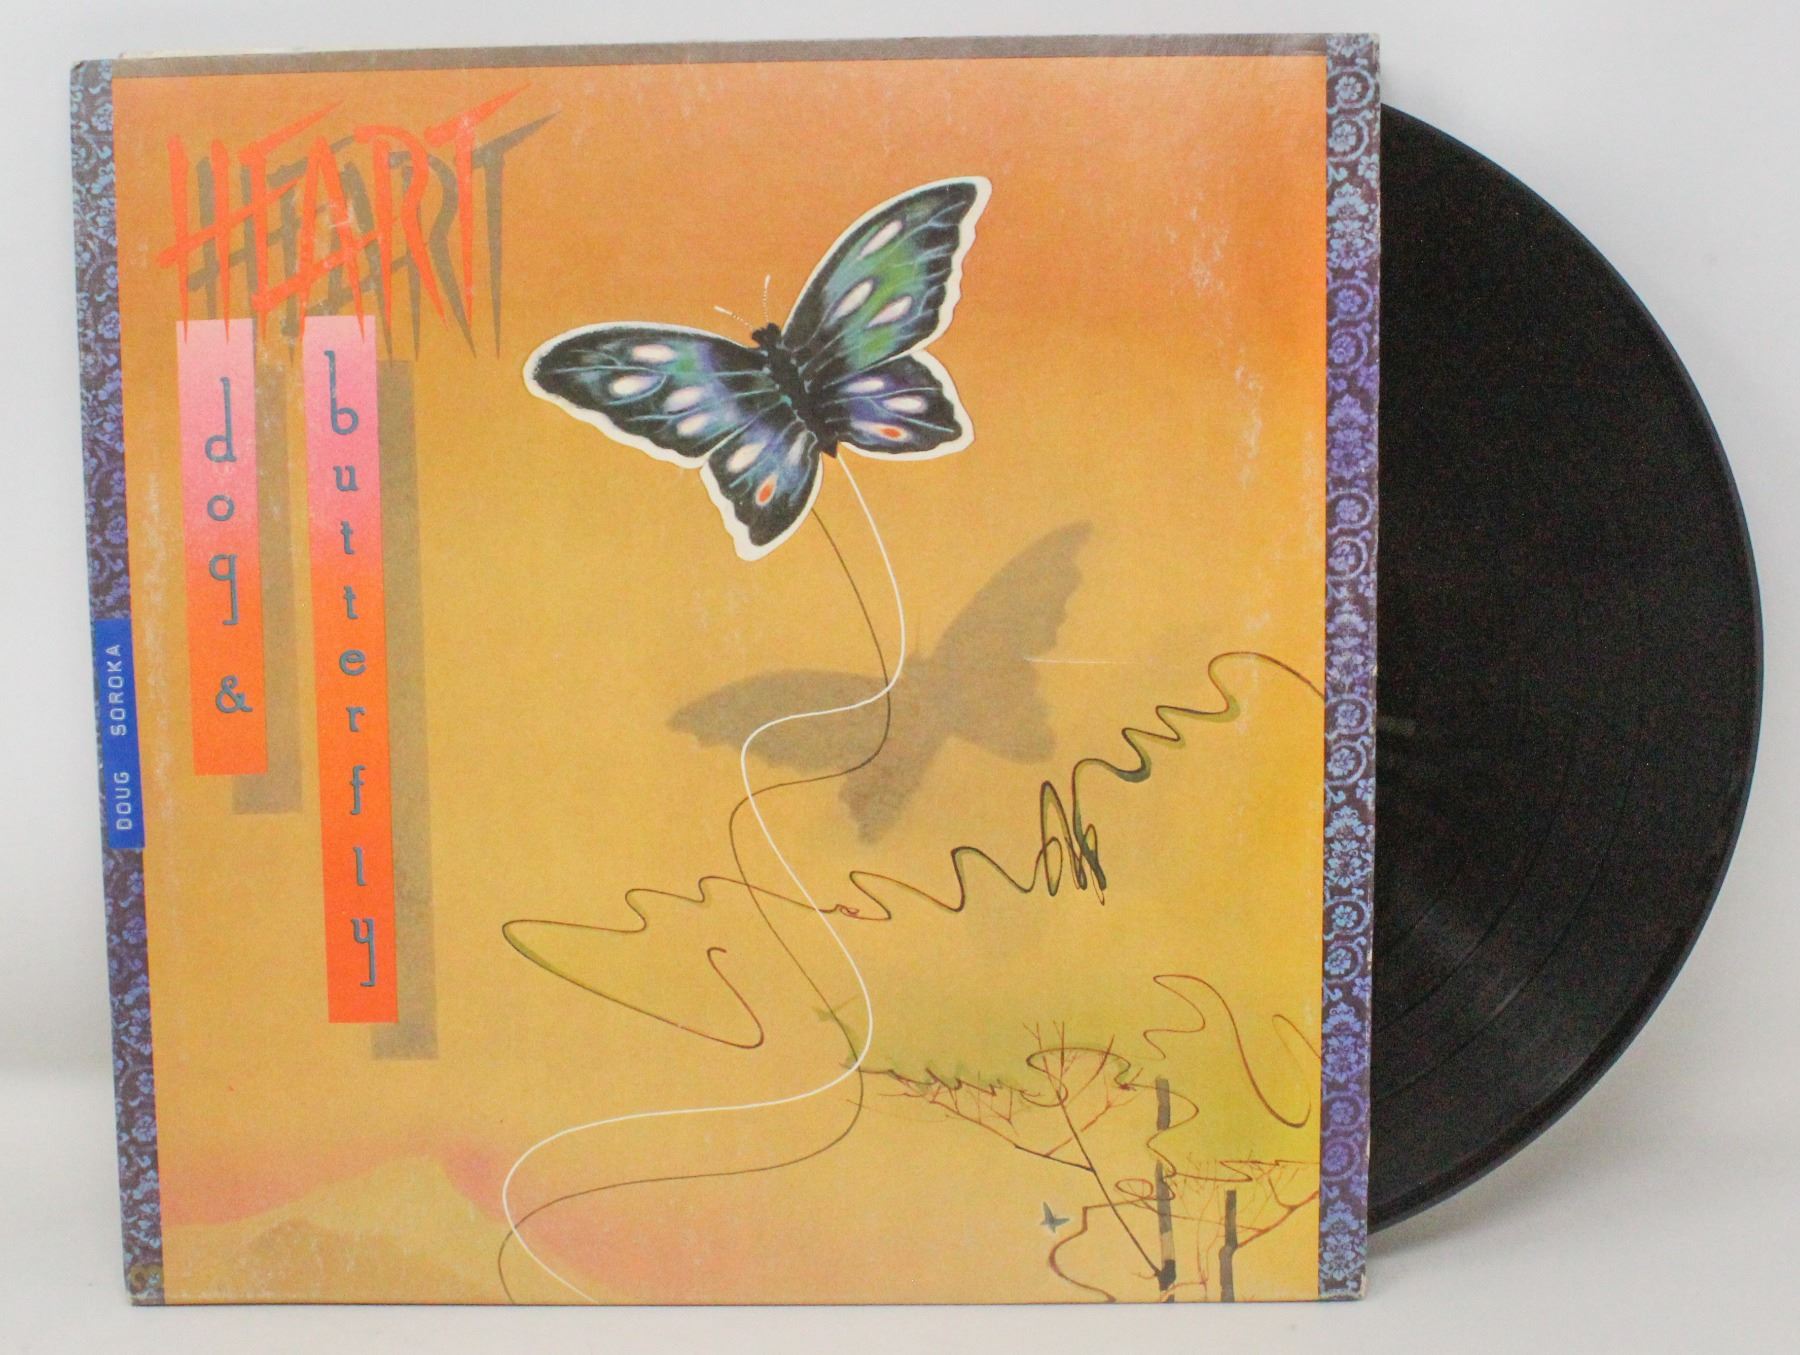 HEART
dog &
butterfly
DOUG SOROKA